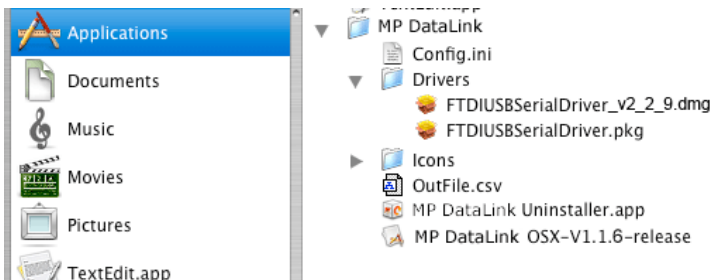 Applications
Documents
Music
Movies
Pictures
TextEdit.app
MP DataLink
Config.ini
Drivers
FTDIUSBSerialDriver_v2_2_9.dmg
FTDIUSBSerialDriver.pkg
Icons
OutFile.csv
MP DataLink Uninstaller.app
MP DataLink OSX-V1.1.6-release